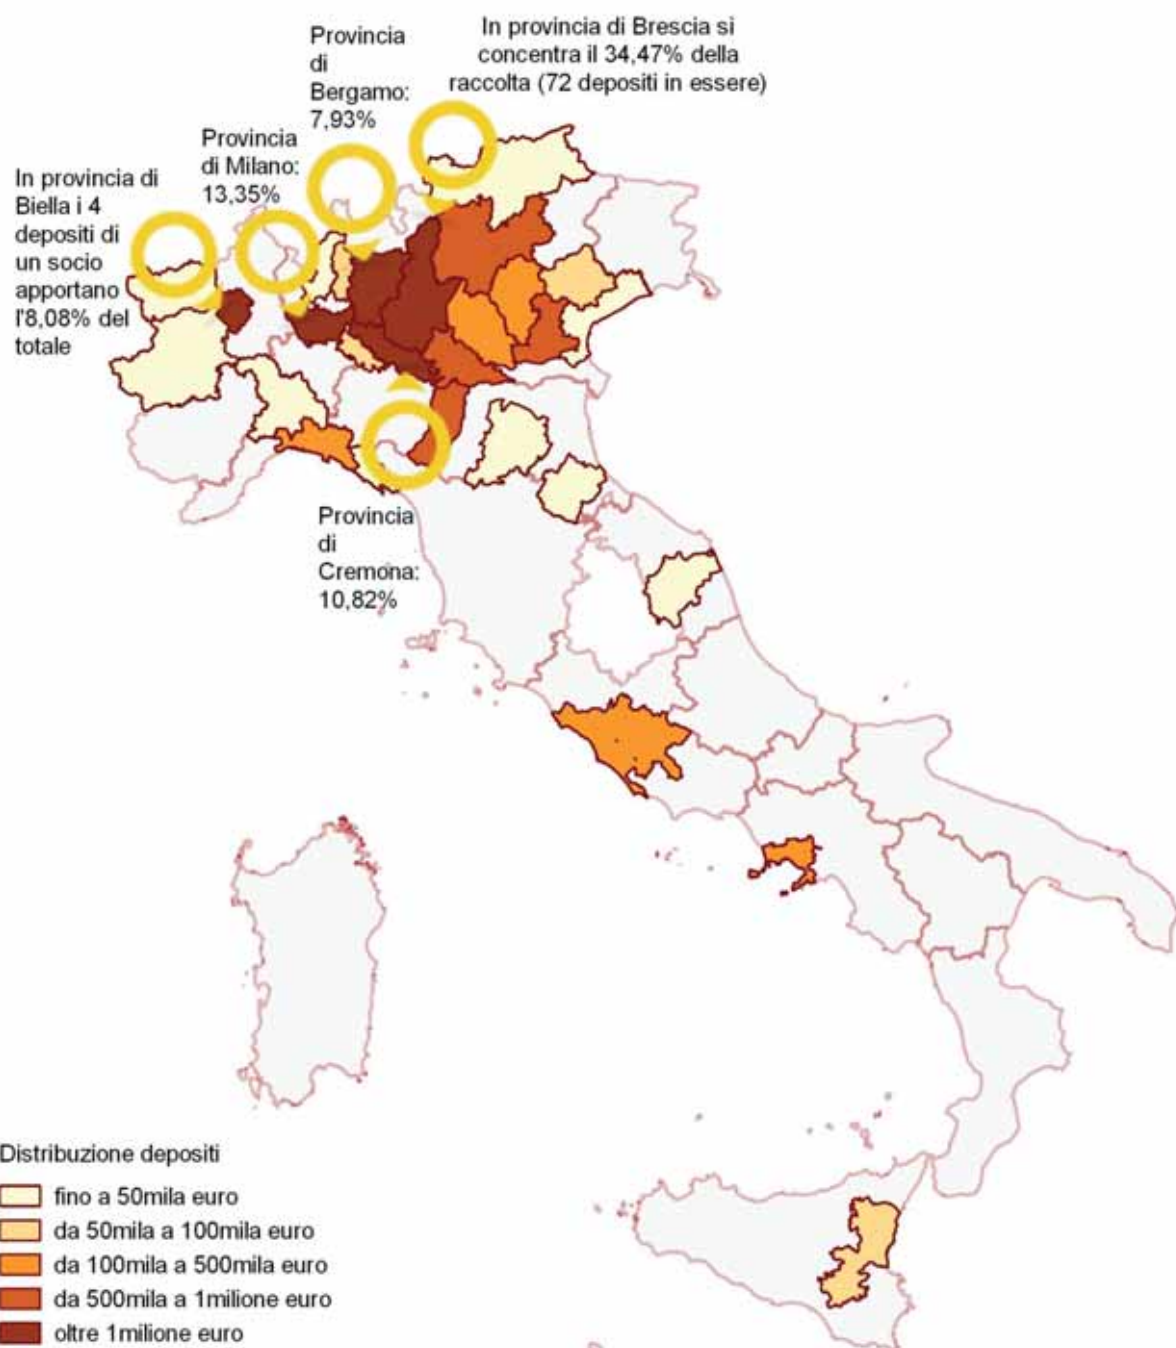 In provincia di Brescia si
concentra il 34,47% della
raccolta (72 depositi in essere)
Provincia
di
Bergamo:
7,93%
Provincia
di Milano:
13,35%
In provincia di
Biella i 4
depositi di
un socio
apportano
l'8,08% del
totale
Provincia
di
Cremona:
10,82%
Distribuzione depositi
fino a 50mila euro
da 50mila a 100mila euro
da 100mila a 500mila euro
da 500mila a 1milione euro
oltre 1milione euro